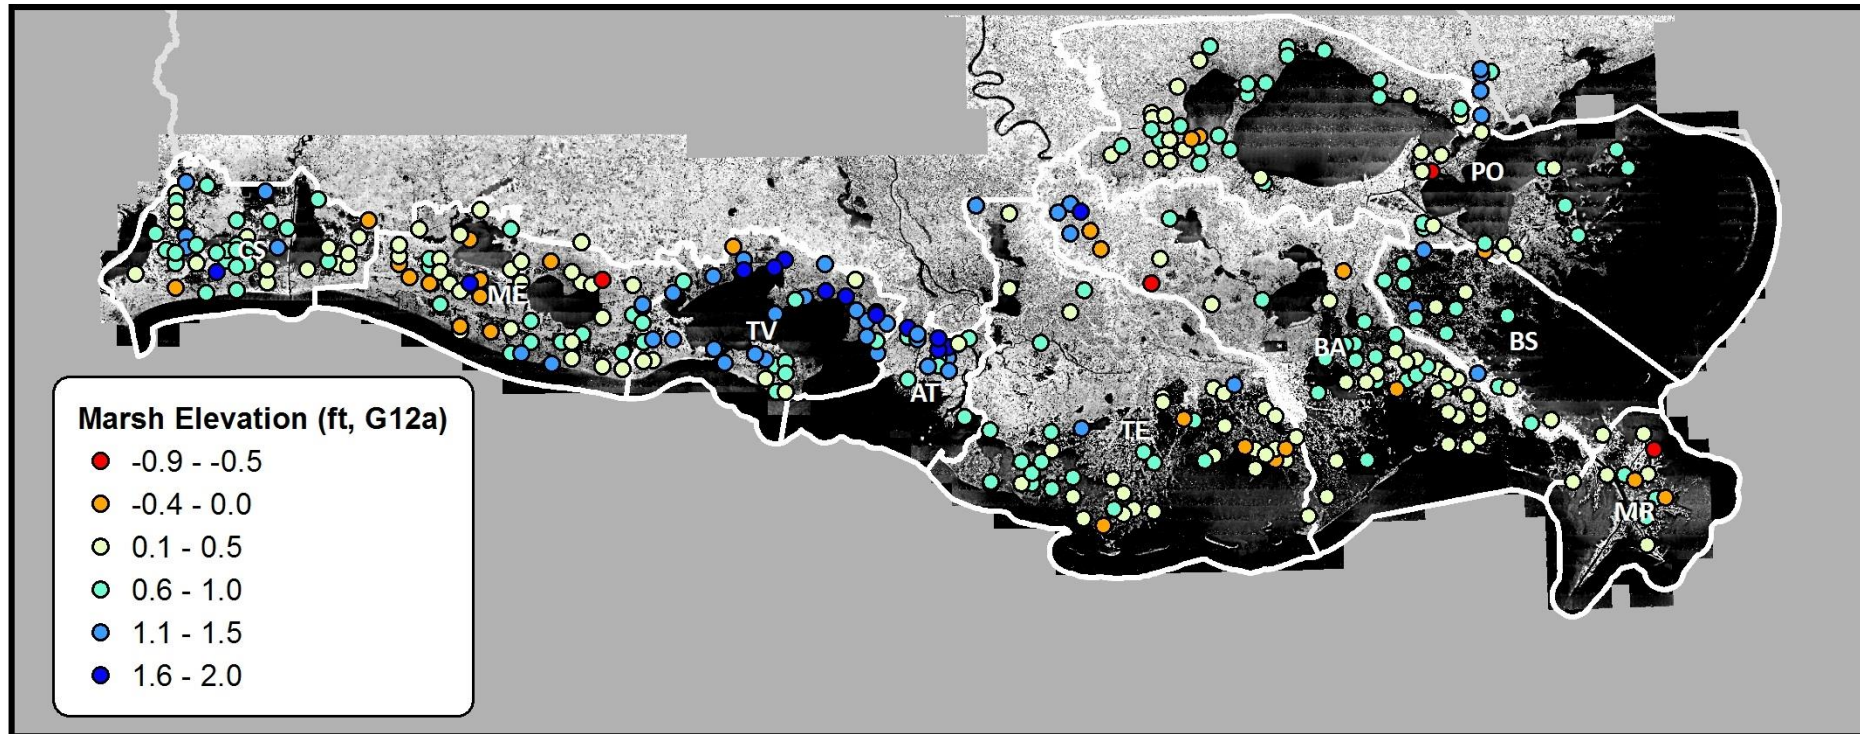 PO
CS
ME
TV
BA
BS
AT
TE
MR
Marsh Elevation (ft, G12a)
-0.9 - -0.5
-0.4 - 0.0
0.1 - 0.5
0.6 - 1.0
1.1 - 1.5
1.6 - 2.0